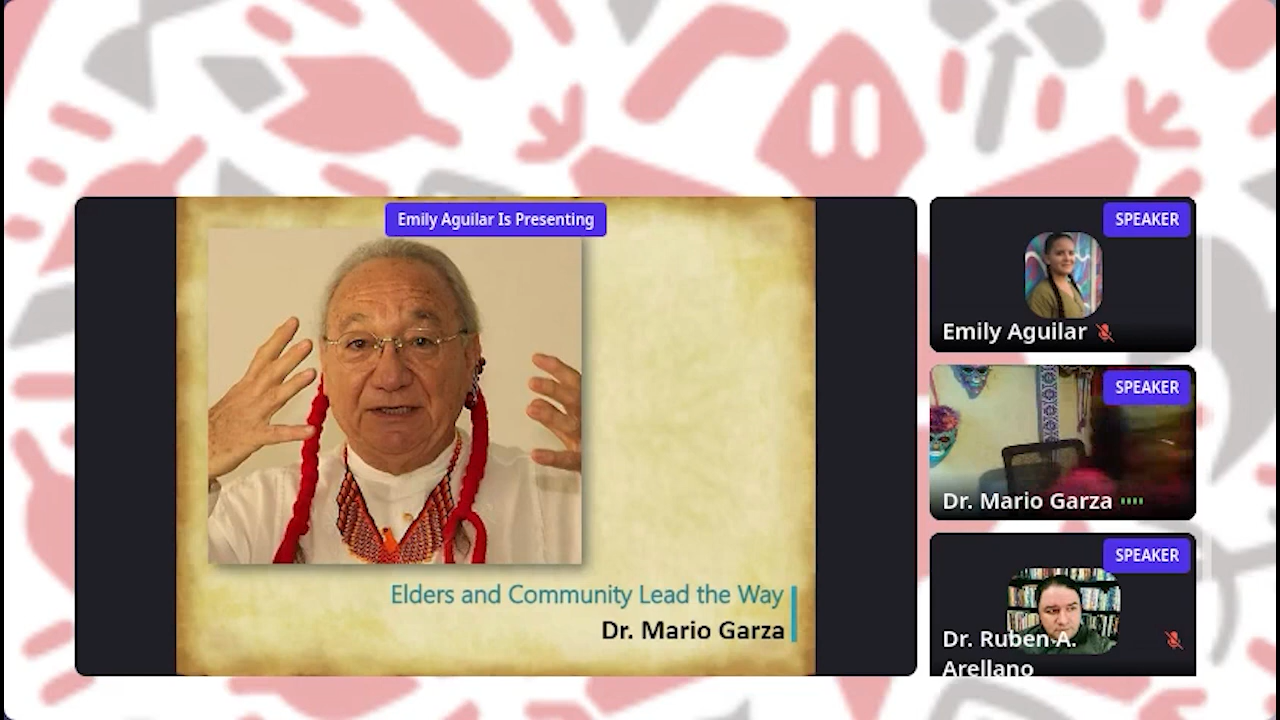 Emily Aguilar Is Presenting
Elders and Community Lead the Way
Dr. Mario Garza
SPEAKER
Emily Aguilar
SPEAKER
Dr. Mario Garza
SPEAKER
Dr. Ruben A.
Arellano